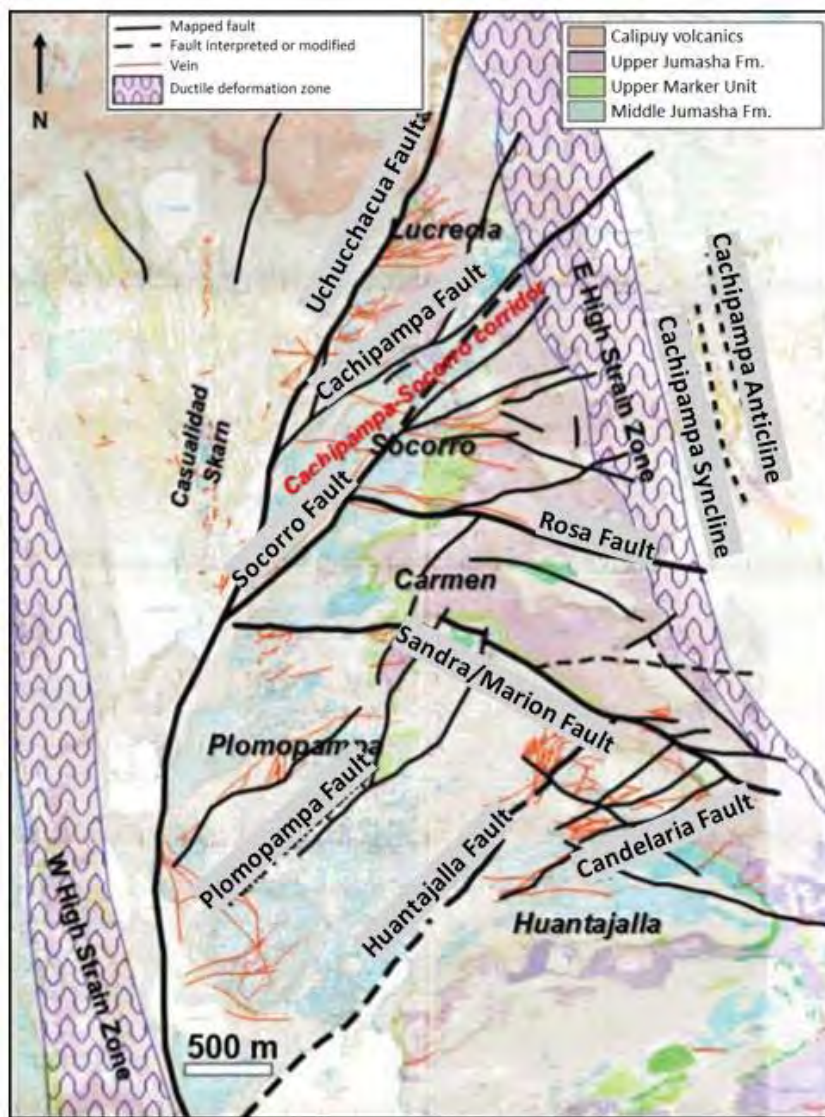 Mapped fault
Fault interpreted or modified
Vein
Ductile deformation zone
Calipuy volcanics
Upper Jumasha Fm.
Upper Marker Unit
Middle Jumasha Fm.
N
Uchucchacua Fault
Lucrecia
Cachipampa Fault
Cachipampa-Socorro corridor
E High Strain Zone
Cachipampa Anticline
Cachipampa Syncline
Casualidad
Skarn
Socorro
Socorro Fault
Rosa Fault
Carmen
Sandra/Marion Fault
Plomopampa
Plomopampa Fault
Huantajalla Fault
Candelaria Fault
Huantajalla
W High Strain Zone
500 m